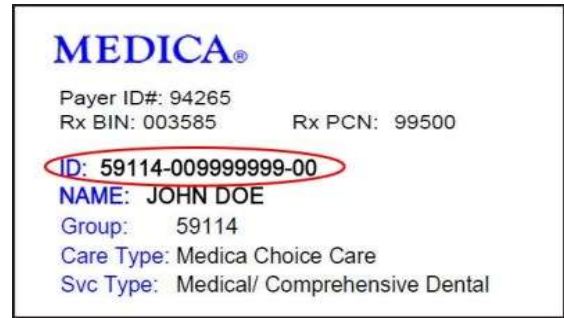 MEDICA®
Payer ID#: 94265
Rx BIN: 003585 Rx PCN: 99500
ID: 59114-009999999-00
NAME: JOHN DOE
Group: 59114
Care Type: Medica Choice Care
Svc Type: Medical/ Comprehensive Dental